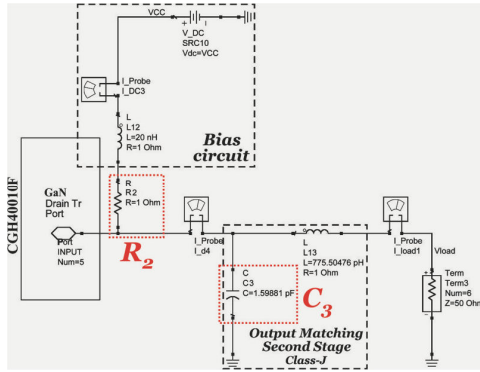 VCC
+ -
V_DC
SRC10
Vdc=VCC
I_Probe
I_DC3
L
L12
L=20 nH
R=1 Ohm
Bias
circuit
CGH40010F
GaN
Drain Tr
Port
Port
INPUT
Num=5
R
R2
R=1 Ohm
R2
I_Probe
I_d4
L
L13
L=775.50476 pH
R=1 Ohm
I_Probe
I_load1
Vload
C
C3
C=1.59881 pF
C3
+
Term
Term3
Num=6
Z=50 Ohm
-
Output Matching
Second Stage
Class-J